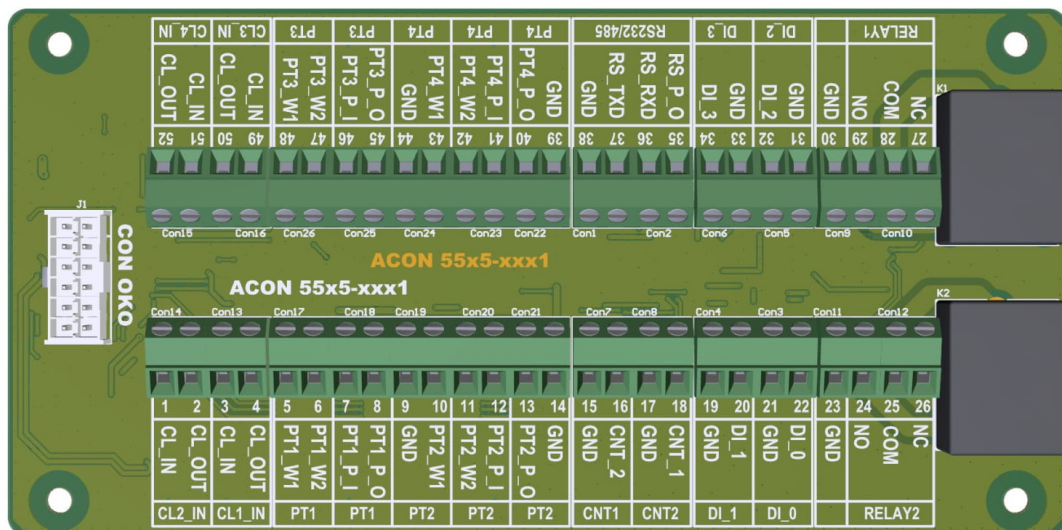 CL4_IN CL3_IN PT3 PT3 PT4 PT4 PT4 RS232/485 DI_3 DI_2 RELAY1
CL_OUT CL_IN CL_OUT CL_IN PT3_W1 PT3_W2 PT3_P_I PT3_P_O GND PT4_W1 PT4_W2 PT4_P_I PT4_P_O GND GND RS_TXD RS_RXD RS_P_O DI_3 GND DI_2 GND GND NO COM NC
52 51 50 49 48 47 46 45 44 43 42 41 40 39 38 37 36 35 34 33 32 31 30 29 28 27
K1
J1
CON OKO
Con15 Con16 Con26 Con25 Con24 Con23 Con22 Con1 Con2 Con6 Con5 Con9 Con10
ACON 55x5-xxx1
ACON 55x5-xxx1
K2
Con14 Con13 Con17 Con18 Con19 Con20 Con21 Con7 Con8 Con4 Con3 Con11 Con12
1 2 3 4 5 6 7 8 9 10 11 12 13 14 15 16 17 18 19 20 21 22 23 24 25 26
CL_IN CL_OUT CL_IN CL_OUT PT1_W1 PT1_W2 PT1_P_I PT1_P_O GND PT2_W1 PT2_W2 PT2_P_I PT2_P_O GND GND CNT_2 GND CNT_1 GND DI_1 GND DI_0 GND NO COM NC
CL2_IN CL1_IN PT1 PT1 PT2 PT2 PT2 CNT1 CNT2 DI_1 DI_0 RELAY2